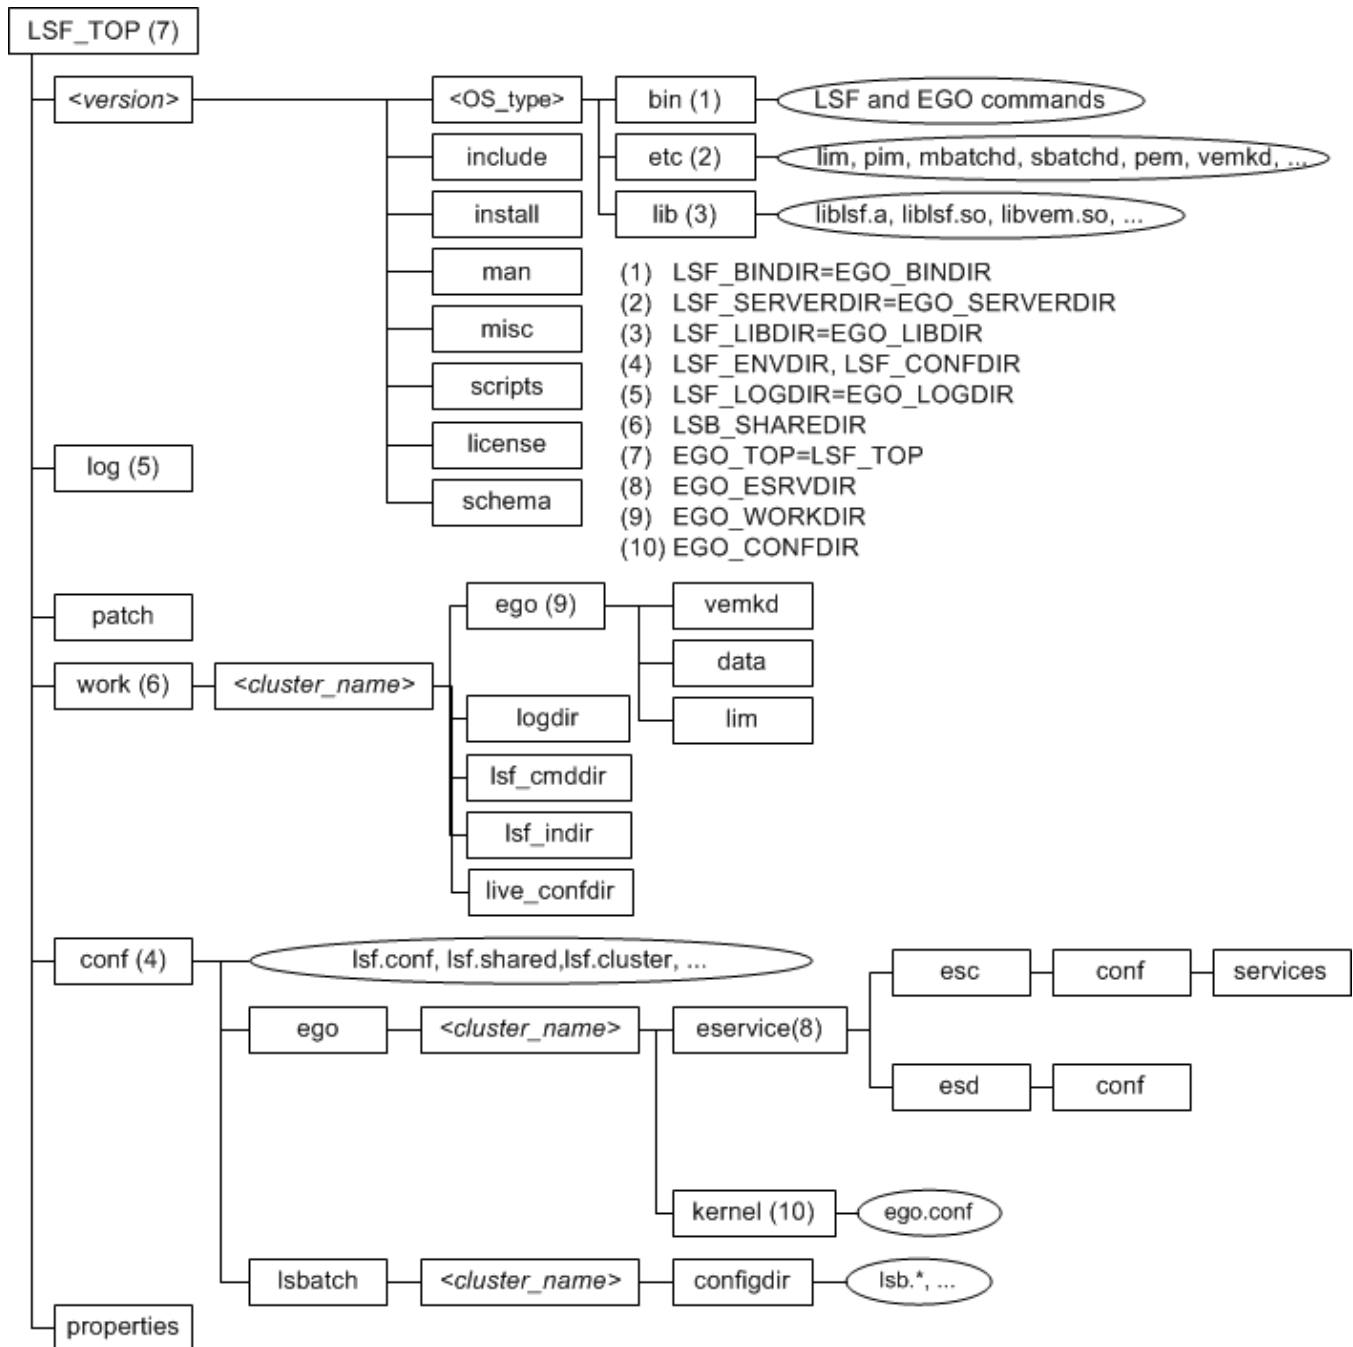 LSF_TOP (7)
<version>
<OS_type>
bin (1)
LSF and EGO commands
include
etc (2)
lim, pim, mbatchd, sbatchd, pem, vemkd, ...
install
lib (3)
liblsf.a, liblsf.so, libvem.so, ...
man
misc
scripts
license
schema
(1) LSF_BINDIR=EGO_BINDIR
(2) LSF_SERVERDIR=EGO_SERVERDIR
(3) LSF_LIBDIR=EGO_LIBDIR
(4) LSF_ENVDIR, LSF_CONFDIR
(5) LSF_LOGDIR=EGO_LOGDIR
(6) LSB_SHAREDIR
(7) EGO_TOP=LSF_TOP
(8) EGO_ESRVDIR
(9) EGO_WORKDIR
(10) EGO_CONFDIR
log (5)
patch
work (6)
<cluster_name>
ego (9)
vemkd
data
lim
logdir
lsf_cmddir
lsf_indir
live_confdir
conf (4)
lsf.conf, lsf.shared,lsf.cluster, ...
ego
<cluster_name>
eservice(8)
esc
conf
services
esd
conf
kernel (10)
ego.conf
lsbatch
<cluster_name>
configdir
lsb.*, ...
properties